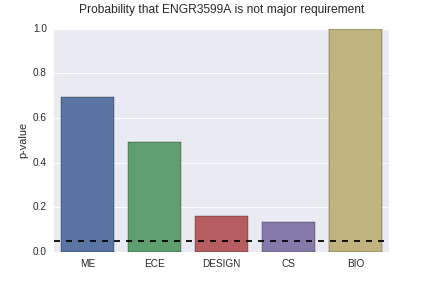 Probability that ENGR3599A is not major requirement
1.0
0.8
0.6
0.4
0.2
0.0
p-value
ME ECE DESIGN CS BIO